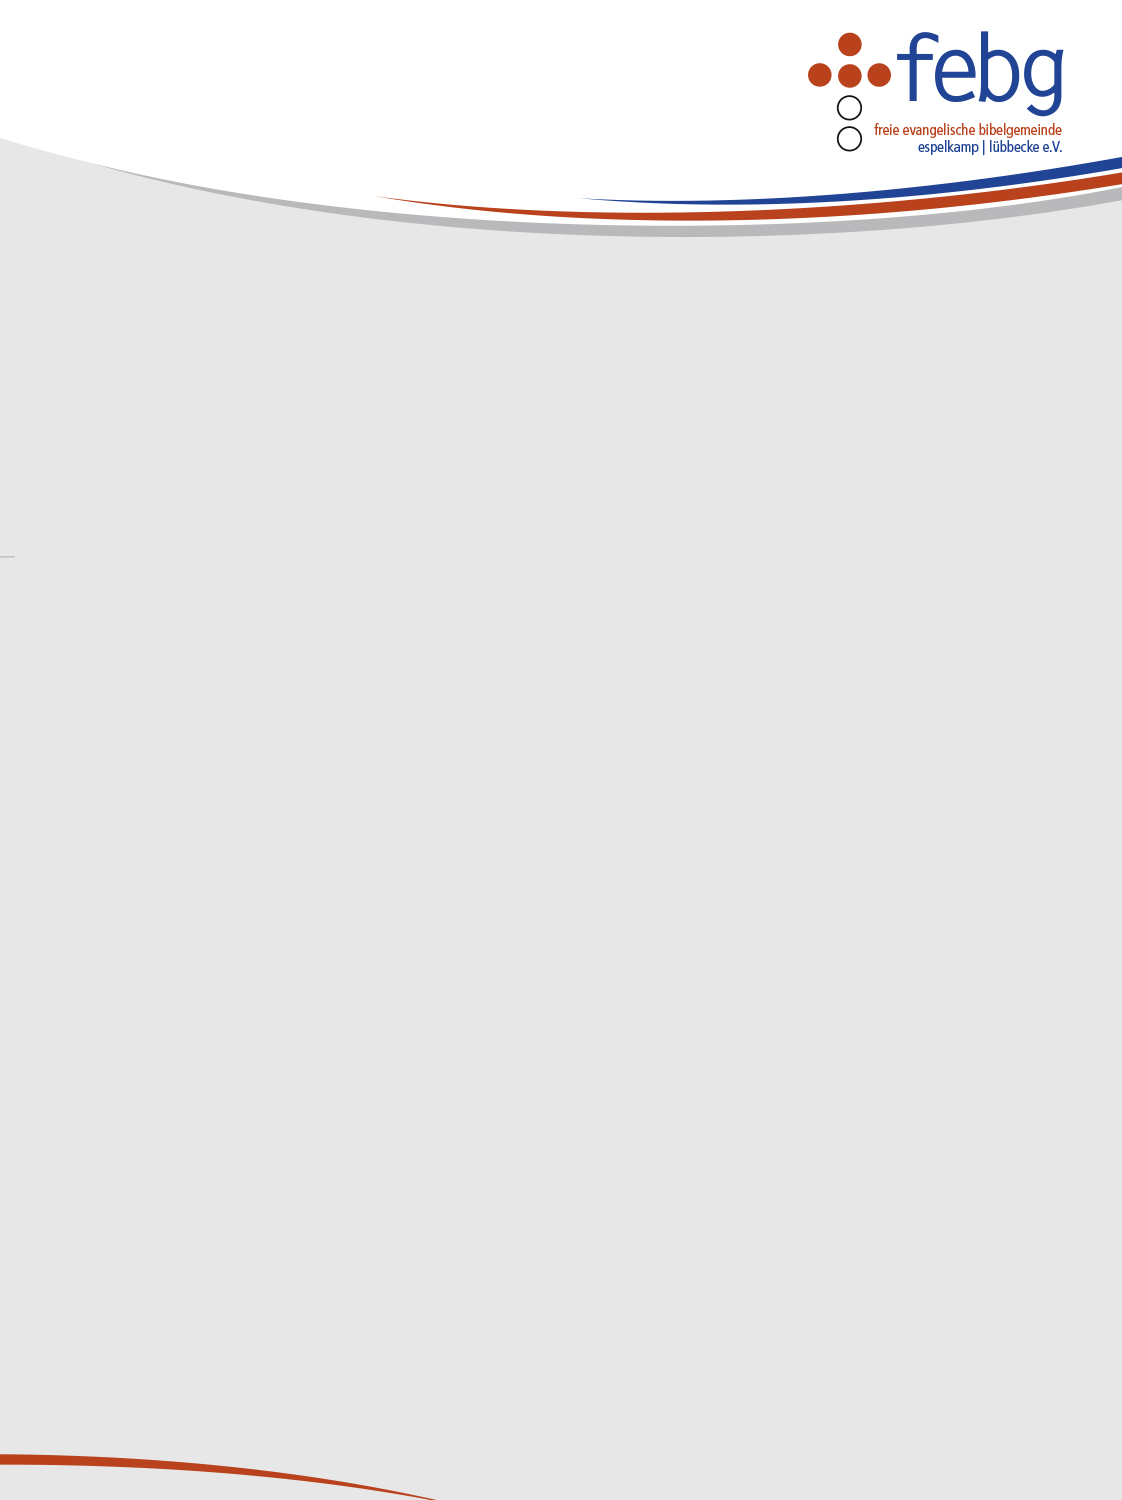 febg
freie evangelische bibelgemeinde
espelkamp | lübbecke e.V.